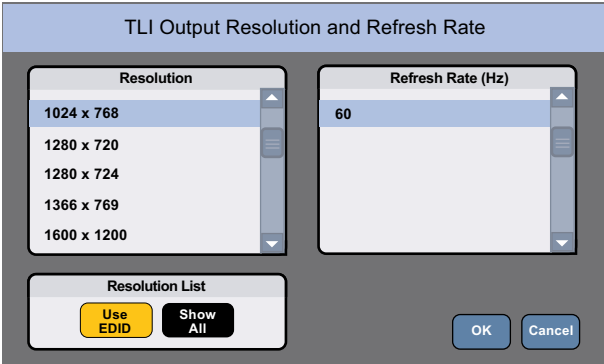 TLI Output Resolution and Refresh Rate
Resolution
1024 x 768
1280 x 720
1280 x 724
1366 x 769
1600 x 1200
Refresh Rate (Hz)
60
Resolution List
Use
EDID
Show
All
OK
Cancel